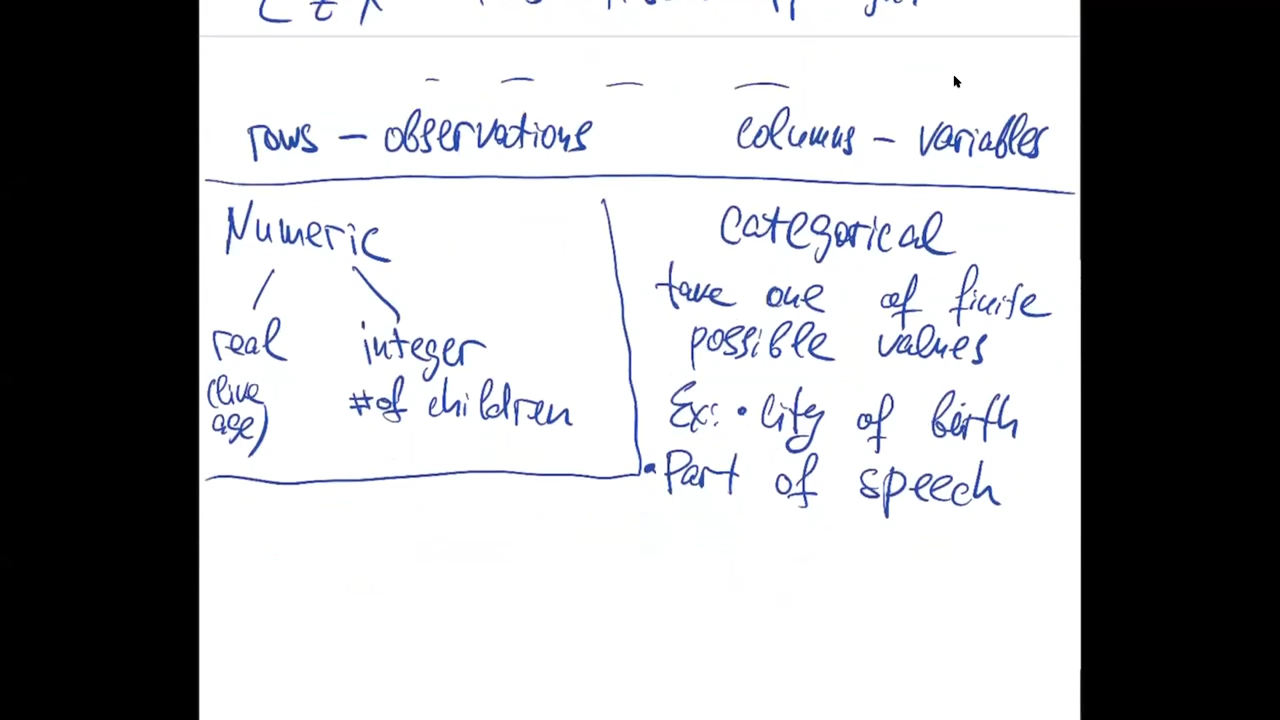 rows — observations columns — variables
Numeric
real integer
(live age) #of children
Categorical
take one of finite
possible values
Ex: • City of birth
• Part of speech